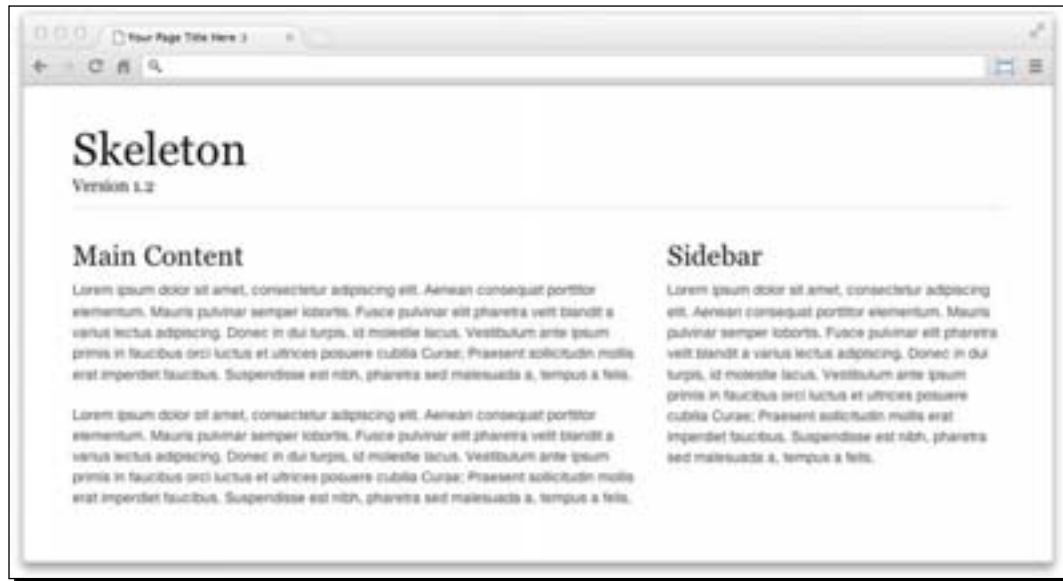 Your Page Title Here :)
Skeleton
Version 1.2
Main Content
Lorem ipsum dolor sit amet, consectetur adipiscing elit. Aenean consequat porttitor
elementum. Mauris pulvinar semper lobortis. Fusce pulvinar elit pharetra velit blandit a
varius lectus adipiscing. Donec in dui turpis, id molestie lacus. Vestibulum ante ipsum
primis in faucibus orci luctus et ultrices posuere cubilia Curae; Praesent sollicitudin mollis
erat imperdiet faucibus. Suspendisse est nibh, pharetra sed malesuada a, tempus a felis.
Lorem ipsum dolor sit amet, consectetur adipiscing elit. Aenean consequat porttitor
elementum. Mauris pulvinar semper lobortis. Fusce pulvinar elit pharetra velit blandit a
varius lectus adipiscing. Donec in dui turpis, id molestie lacus. Vestibulum ante ipsum
primis in faucibus orci luctus et ultrices posuere cubilia Curae; Praesent sollicitudin mollis
erat imperdiet faucibus. Suspendisse est nibh, pharetra sed malesuada a, tempus a felis.
Sidebar
Lorem ipsum dolor sit amet, consectetur adipiscing
elit. Aenean consequat porttitor elementum. Mauris
pulvinar semper lobortis. Fusce pulvinar elit pharetra
velit blandit a varius lectus adipiscing. Donec in dui
turpis, id molestie lacus. Vestibulum ante ipsum
primis in faucibus orci luctus et ultrices posuere
cubilia Curae; Praesent sollicitudin mollis erat
imperdiet faucibus. Suspendisse est nibh, pharetra
sed malesuada a, tempus a felis.